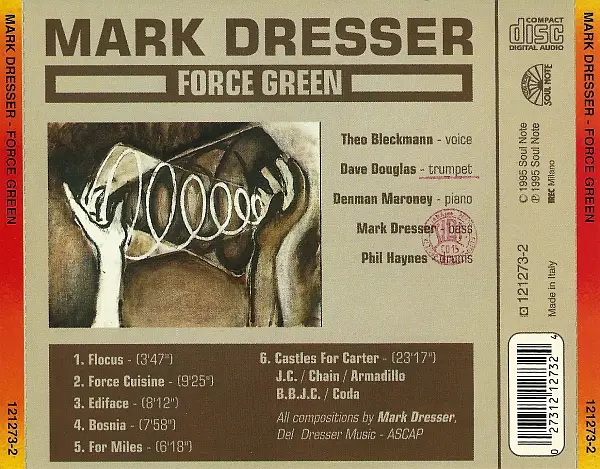 MARK DRESSER
FORCE GREEN
COMPACT
disc
DIGITAL AUDIO
SOUL NOTE
Theo Bleckmann - voice
Dave Douglas - trumpet
Denman Maroney - piano
Mark Dresser - bass
Phil Haynes - drums
© 1995 Soul Note
℗ 1995 Soul Note
IREC Milano
121273-2
Made in Italy
1. Flocus - (3'47")
2. Force Cuisine - (9'25")
3. Ediface - (8'12")
4. Bosnia - (7'58")
5. For Miles - (6'18")
6. Castles For Carter - (23'17")
J.C. / Chain / Armadillo
B.B.J.C. / Coda
All compositions by Mark Dresser,
Del Dresser Music - ASCAP
0 27312 12732 4
MARK DRESSER - FORCE GREEN
121273-2
MARK DRESSER - FORCE GREEN
121273-2